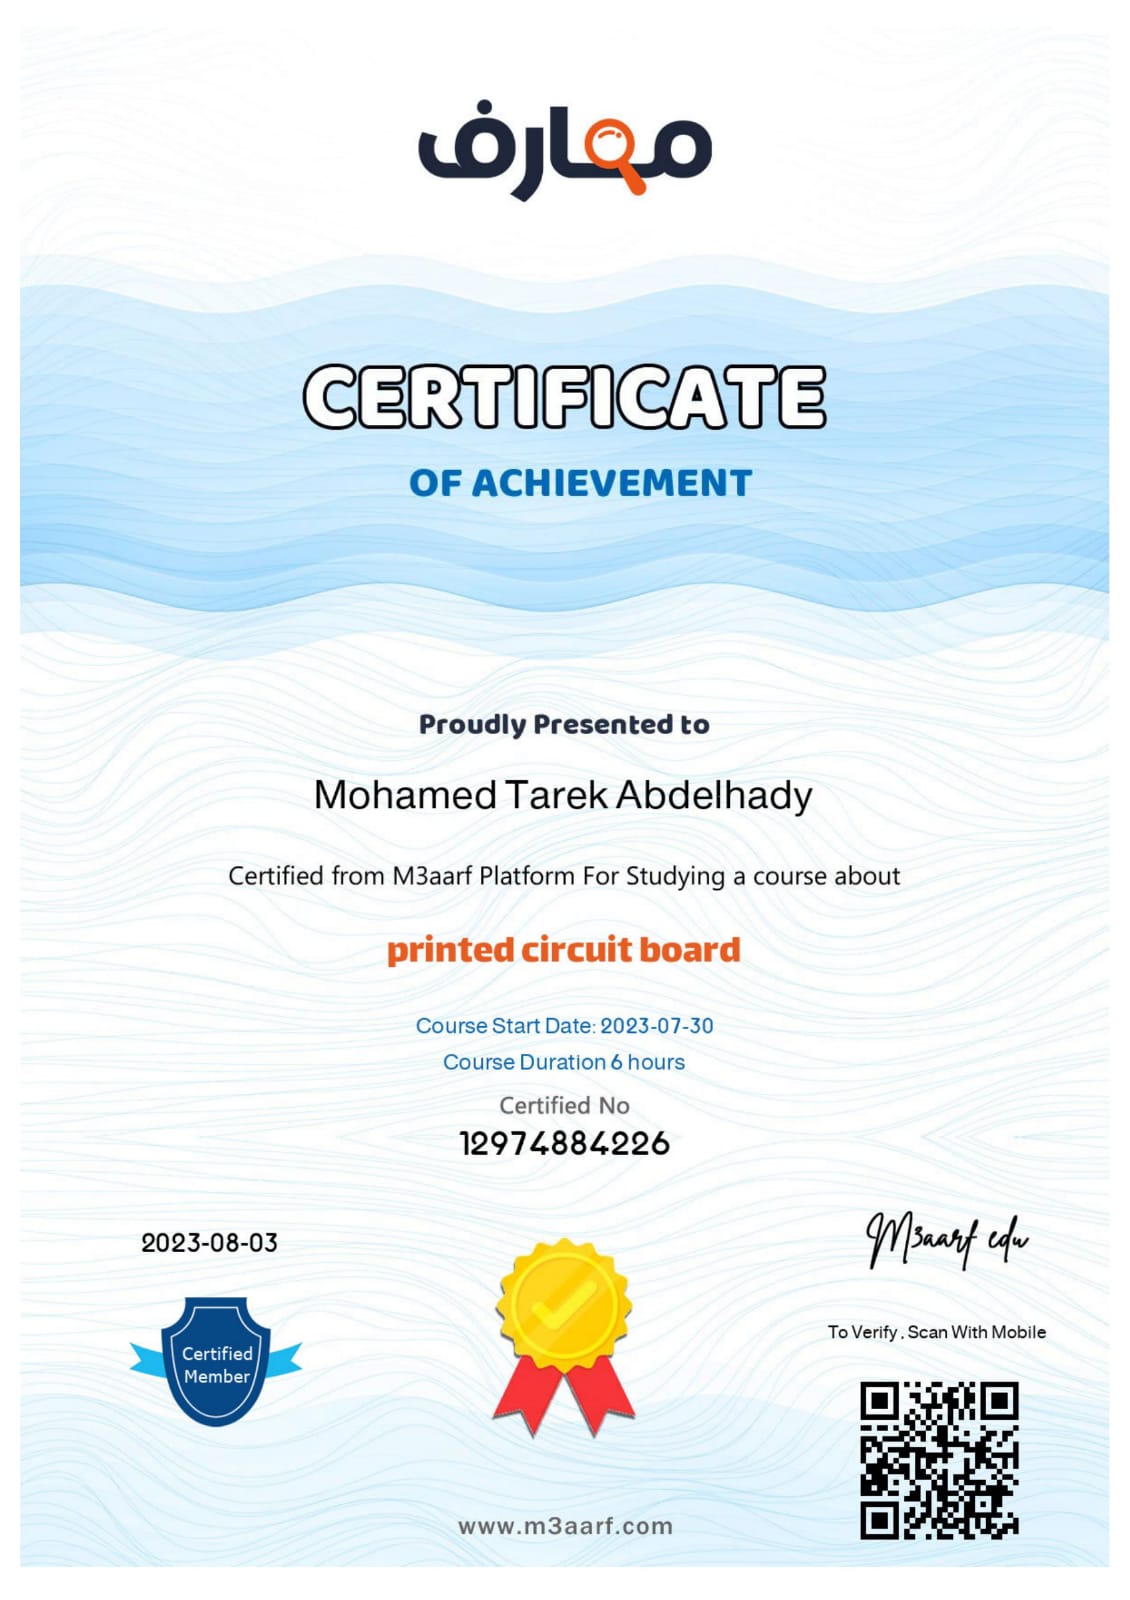 معارف
CERTIFICATE
OF ACHIEVEMENT
Proudly Presented to
Mohamed Tarek Abdelhady
Certified from M3aarf Platform For Studying a course about
printed circuit board
Course Start Date: 2023-07-30
Course Duration 6 hours
Certified No
12974884226
2023-08-03
M3aarf edu
Certified
Member
To Verify . Scan With Mobile
www.m3aarf.com